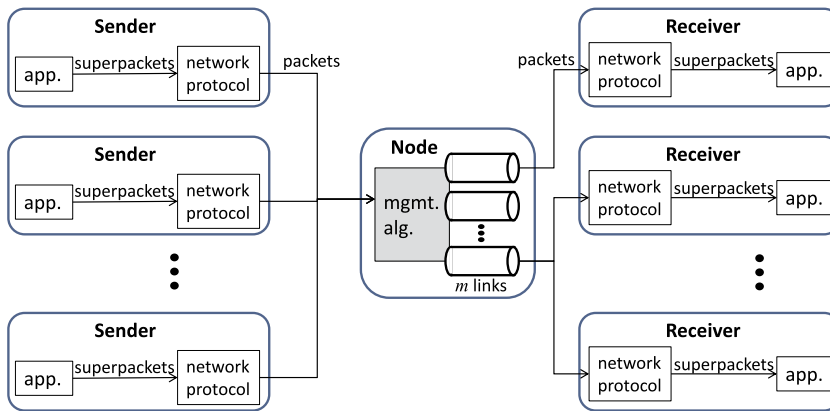 Sender
app.
superpackets
network
protocol
packets
Sender
app.
superpackets
network
protocol
Sender
app.
superpackets
network
protocol
Node
mgmt.
alg.
m links
Receiver
packets
network
protocol
superpackets
app.
Receiver
network
protocol
superpackets
app.
Receiver
network
protocol
superpackets
app.